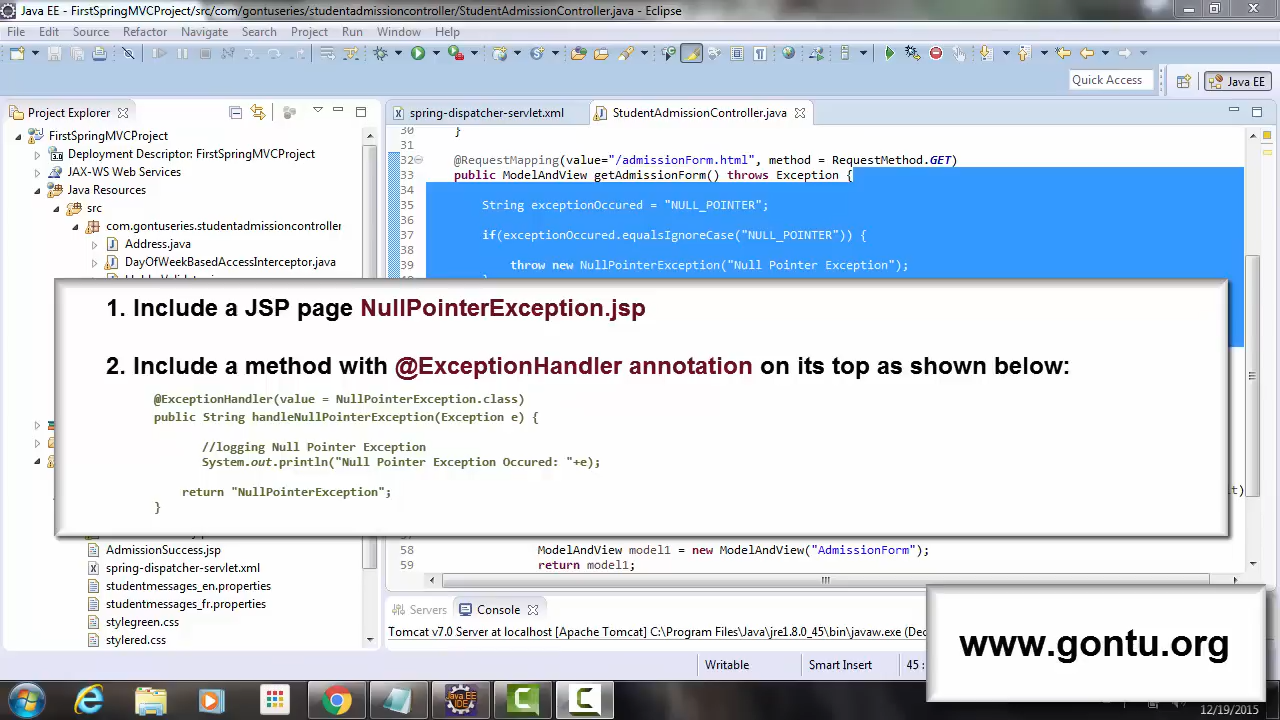 Java EE - FirstSpringMVCProject/src/com/gontuseries/studentadmissioncontroller/StudentAdmissionController.java - Eclipse
File Edit Source Refactor Navigate Search Project Run Window Help
Quick Access
Java EE
Project Explorer
spring-dispatcher-servlet.xml
StudentAdmissionController.java
FirstSpringMVCProject
Deployment Descriptor: FirstSpringMVCProject
JAX-WS Web Services
Java Resources
src
com.gontuseries.studentadmissioncontroller
Address.java
DayOfWeekBasedAccessInterceptor.java
30 }
31
32 @RequestMapping(value="/admissionForm.html", method = RequestMethod.GET)
33 public ModelAndView getAdmissionForm() throws Exception {
34
35 String exceptionOccured = "NULL_POINTER";
36
37 if(exceptionOccured.equalsIgnoreCase("NULL_POINTER")) {
38
39 throw new NullPointerException("Null Pointer Exception");
1. Include a JSP page NullPointerException.jsp
2. Include a method with @ExceptionHandler annotation on its top as shown below:
@ExceptionHandler(value = NullPointerException.class)
public String handleNullPointerException(Exception e) {
//logging Null Pointer Exception
System.out.println("Null Pointer Exception Occured: "+e);
return "NullPointerException";
}
AdmissionSuccess.jsp
spring-dispatcher-servlet.xml
studentmessages_en.properties
studentmessages_fr.properties
stylegreen.css
stylered.css
58 ModelAndView model1 = new ModelAndView("AdmissionForm");
59 return model1;
Servers
Console
Tomcat v7.0 Server at localhost [Apache Tomcat] C:\Program Files\Java\jre1.8.0_45\bin\javaw.exe (Dec
Writable
Smart Insert
45 :
www.gontu.org
12/19/2015